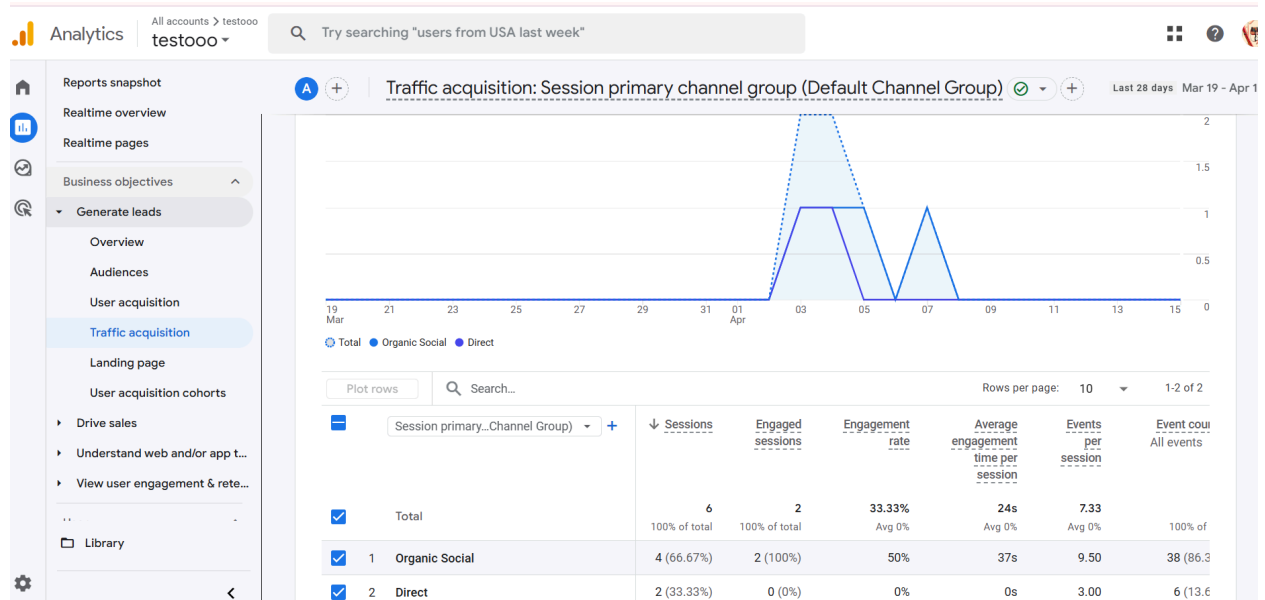 Analytics
All accounts > testooo
testooo
Try searching "users from USA last week"
Reports snapshot
Realtime overview
Realtime pages
Business objectives
Generate leads
Overview
Audiences
User acquisition
Traffic acquisition
Landing page
User acquisition cohorts
Drive sales
Understand web and/or app t...
View user engagement & rete...
Library
A
Traffic acquisition: Session primary channel group (Default Channel Group)
Last 28 days Mar 19 - Apr 1
2
1.5
1
0.5
0
19 21 23 25 27 29 31 01 03 05 07 09 11 13 15
Mar Apr
Total Organic Social Direct
Plot rows Search... Rows per page: 10 1-2 of 2
Session primary...Channel Group) +
Sessions Engaged Engagement Average Events Event cour
sessions rate engagement per All events
time per session
session
Total 6 2 33.33% 24s 7.33
100% of total 100% of total Avg 0% Avg 0% Avg 0% 100% of
1 Organic Social 4 (66.67%) 2 (100%) 50% 37s 9.50 38 (86.3
2 Direct 2 (33.33%) 0 (0%) 0% 0s 3.00 6 (13.6